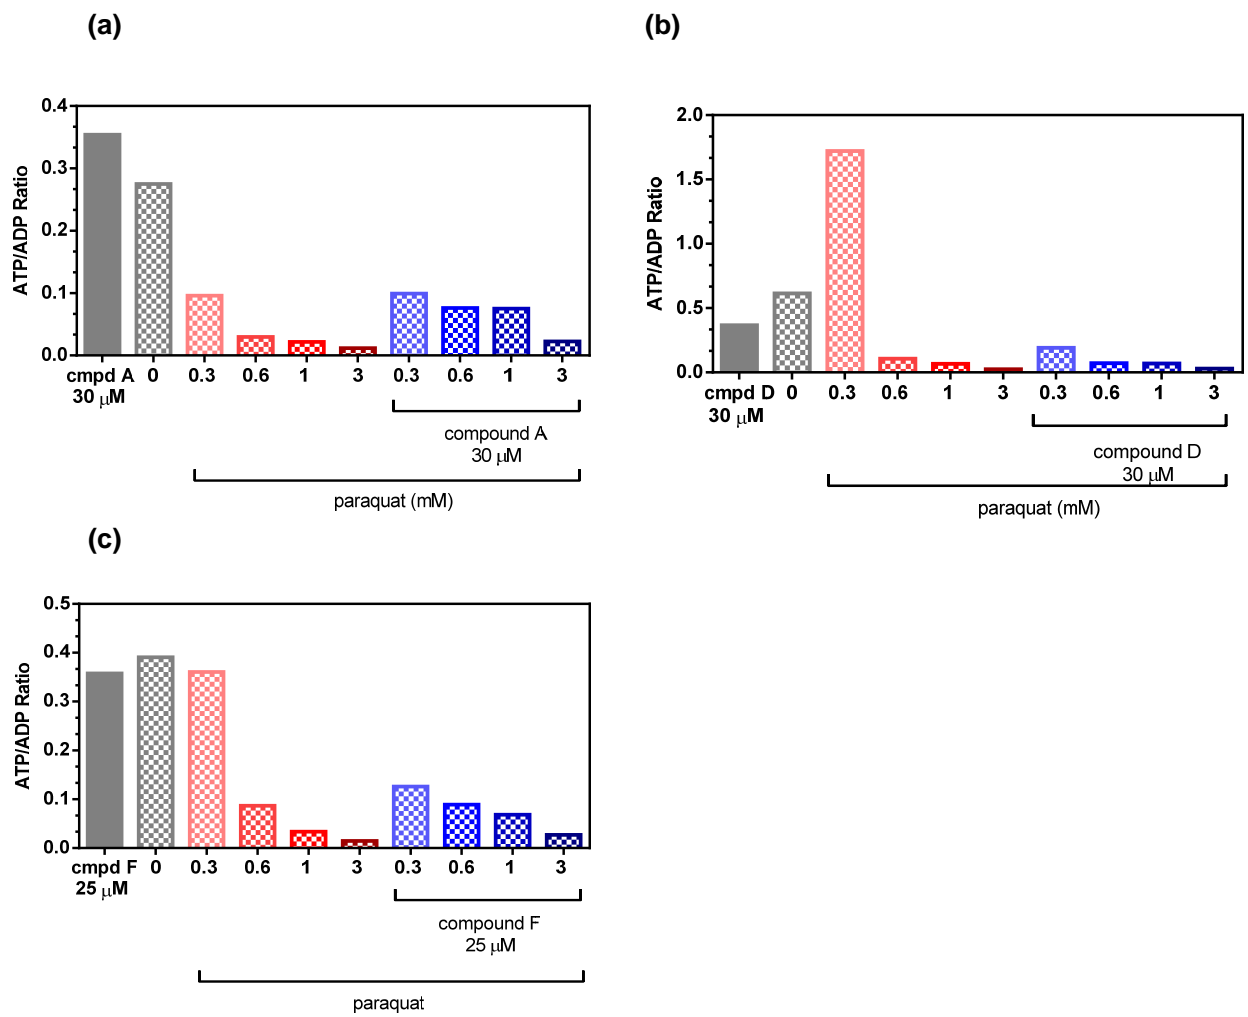 (a)
ATP/ADP Ratio
0.4
0.3
0.2
0.1
0.0
cmpd A 0 0.3 0.6 1 3 0.3 0.6 1 3
30 μM
compound A
30 μM
paraquat (mM)
(b)
ATP/ADP Ratio
2.0
1.5
1.0
0.5
0.0
cmpd D 0 0.3 0.6 1 3 0.3 0.6 1 3
30 μM
compound D
30 μM
paraquat (mM)
(c)
ATP/ADP Ratio
0.5
0.4
0.3
0.2
0.1
0.0
cmpd F 0 0.3 0.6 1 3 0.3 0.6 1 3
25 μM
compound F
25 μM
paraquat